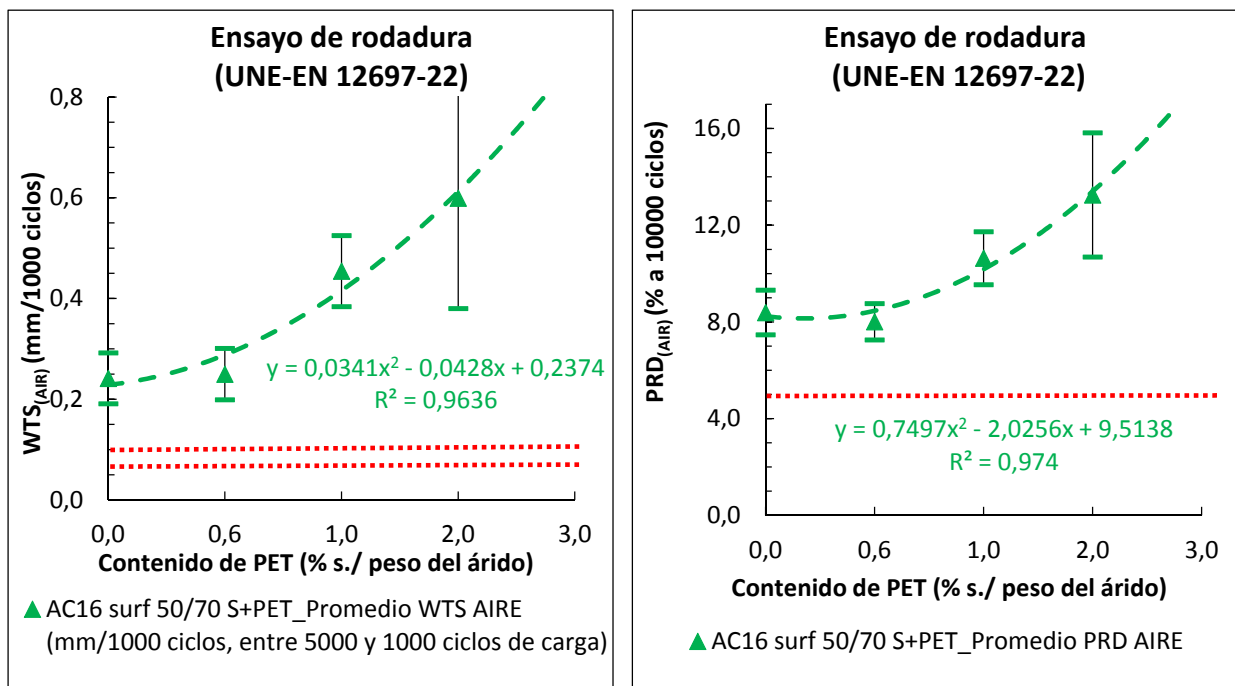 Ensayo de rodadura
(UNE-EN 12697-22)
WTS(AIR) (mm/1000 ciclos)
0,8
0,6
0,4
0,2
0,0
y = 0,0341x² - 0,0428x + 0,2374
R² = 0,9636
0,0 0,6 1,0 2,0 3,0
Contenido de PET (% s./ peso del árido)
AC16 surf 50/70 S+PET_Promedio WTS AIRE
(mm/1000 ciclos, entre 5000 y 1000 ciclos de carga)
Ensayo de rodadura
(UNE-EN 12697-22)
PRD(AIR) (% a 10000 ciclos)
16,0
12,0
8,0
4,0
0,0
y = 0,7497x² - 2,0256x + 9,5138
R² = 0,974
0,0 0,6 1,0 2,0 3,0
Contenido de PET (% s./ peso del árido)
AC16 surf 50/70 S+PET_Promedio PRD AIRE